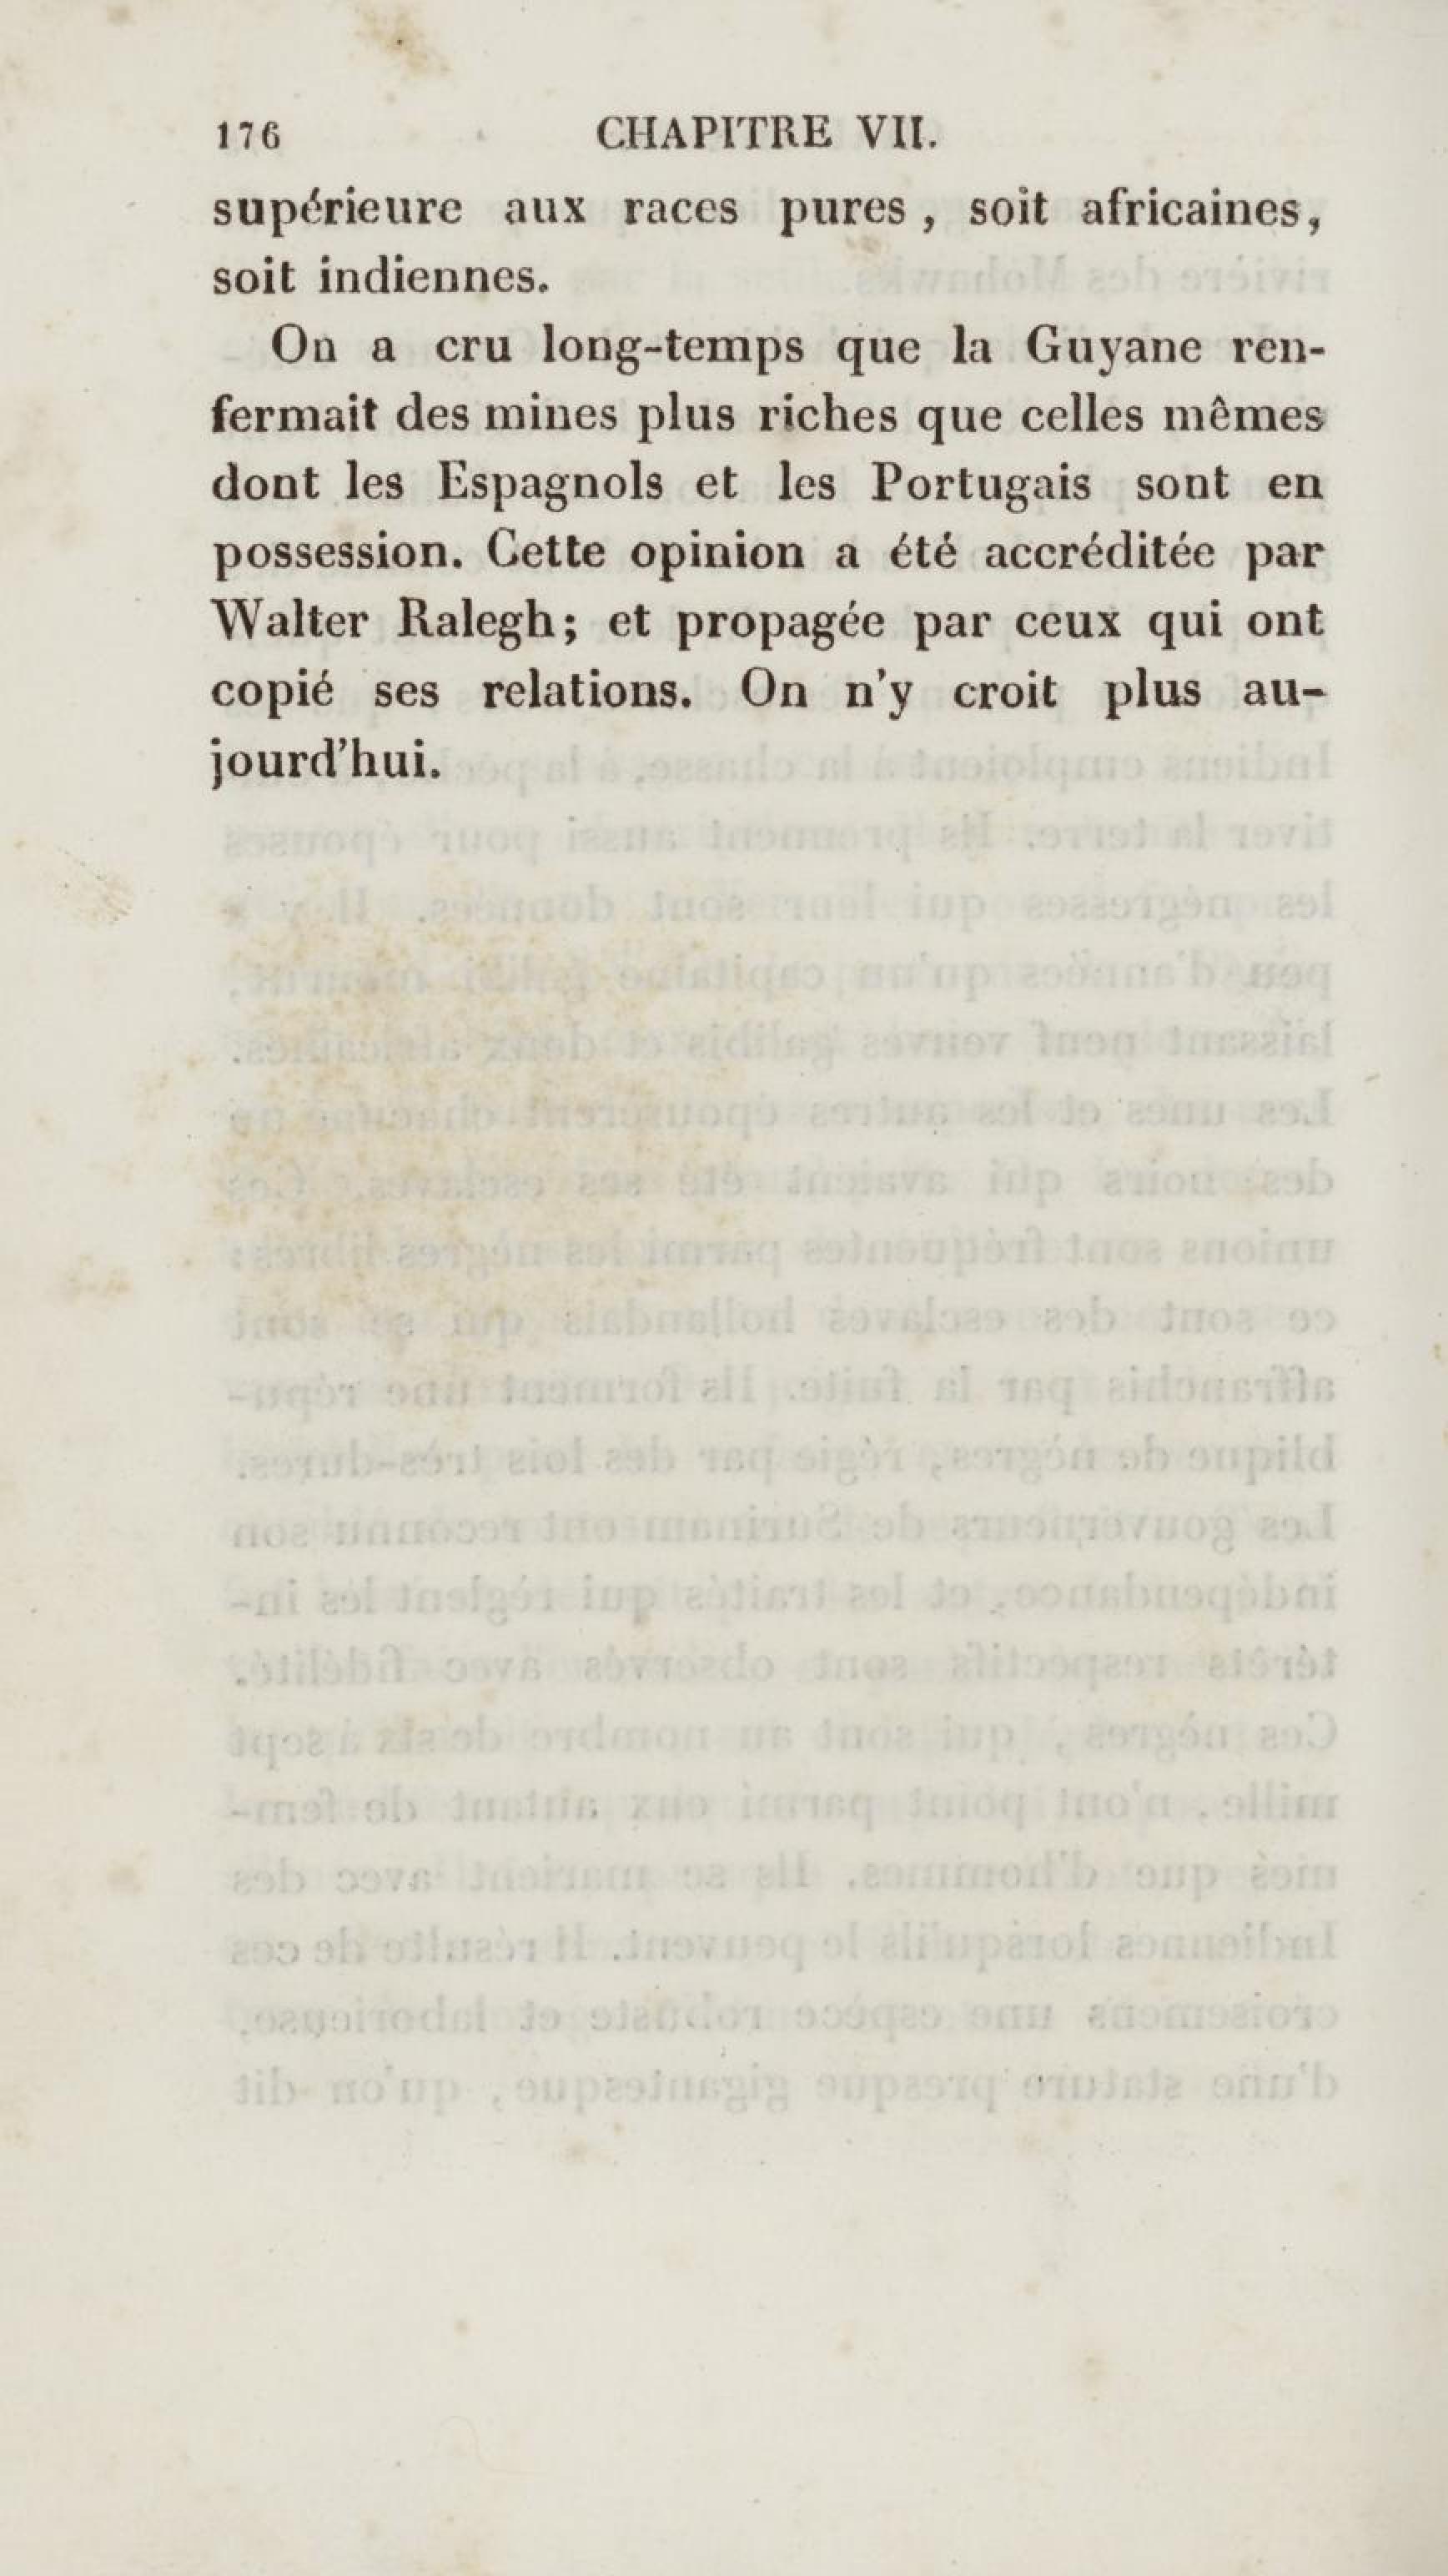 176 CHAPITRE VII.
supérieure aux races pures, soit africaines,
soit indiennes.
On a cru long-temps que la Guyane ren-
fermait des mines plus riches que celles mêmes
dont les Espagnols et les Portugais sont en
possession. Cette opinion a été accréditée par
Walter Ralegh; et propagée par ceux qui ont
copié ses relations. On n'y croit plus au-
jourd'hui.